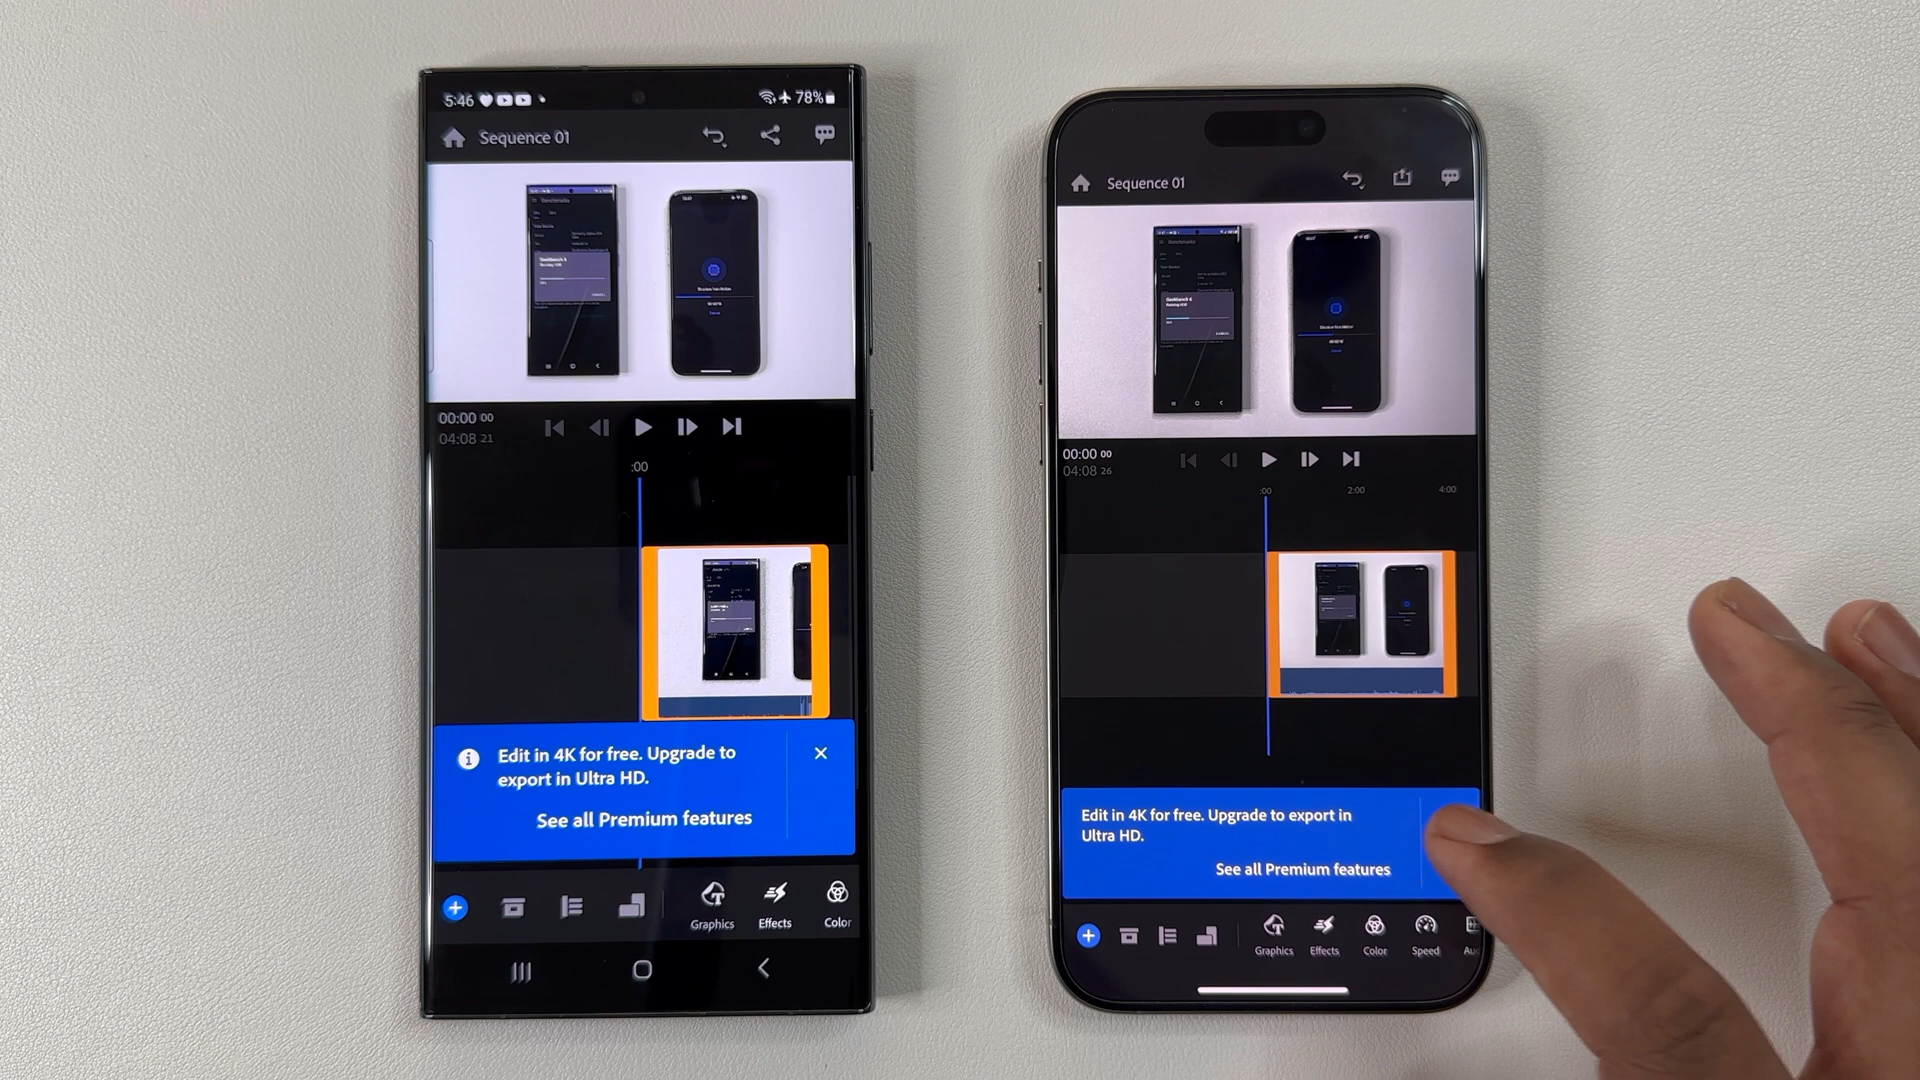 5:46
78%
Sequence 01
00:00 00
04:08 21
:00
Edit in 4K for free. Upgrade to
export in Ultra HD.
See all Premium features
Graphics
Effects
Color
Sequence 01
Geekbench 6
00:00 00
04:08 26
:00
2:00
4:00
Edit in 4K for free. Upgrade to export in
Ultra HD.
See all Premium features
Graphics
Effects
Color
Speed
Au